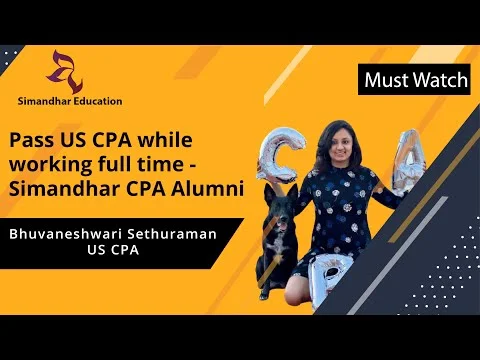 Simandhar Education
Must Watch
Pass US CPA while
working full time -
Simandhar CPA Alumni
Bhuvaneshwari Sethuraman
US CPA
C
A
P